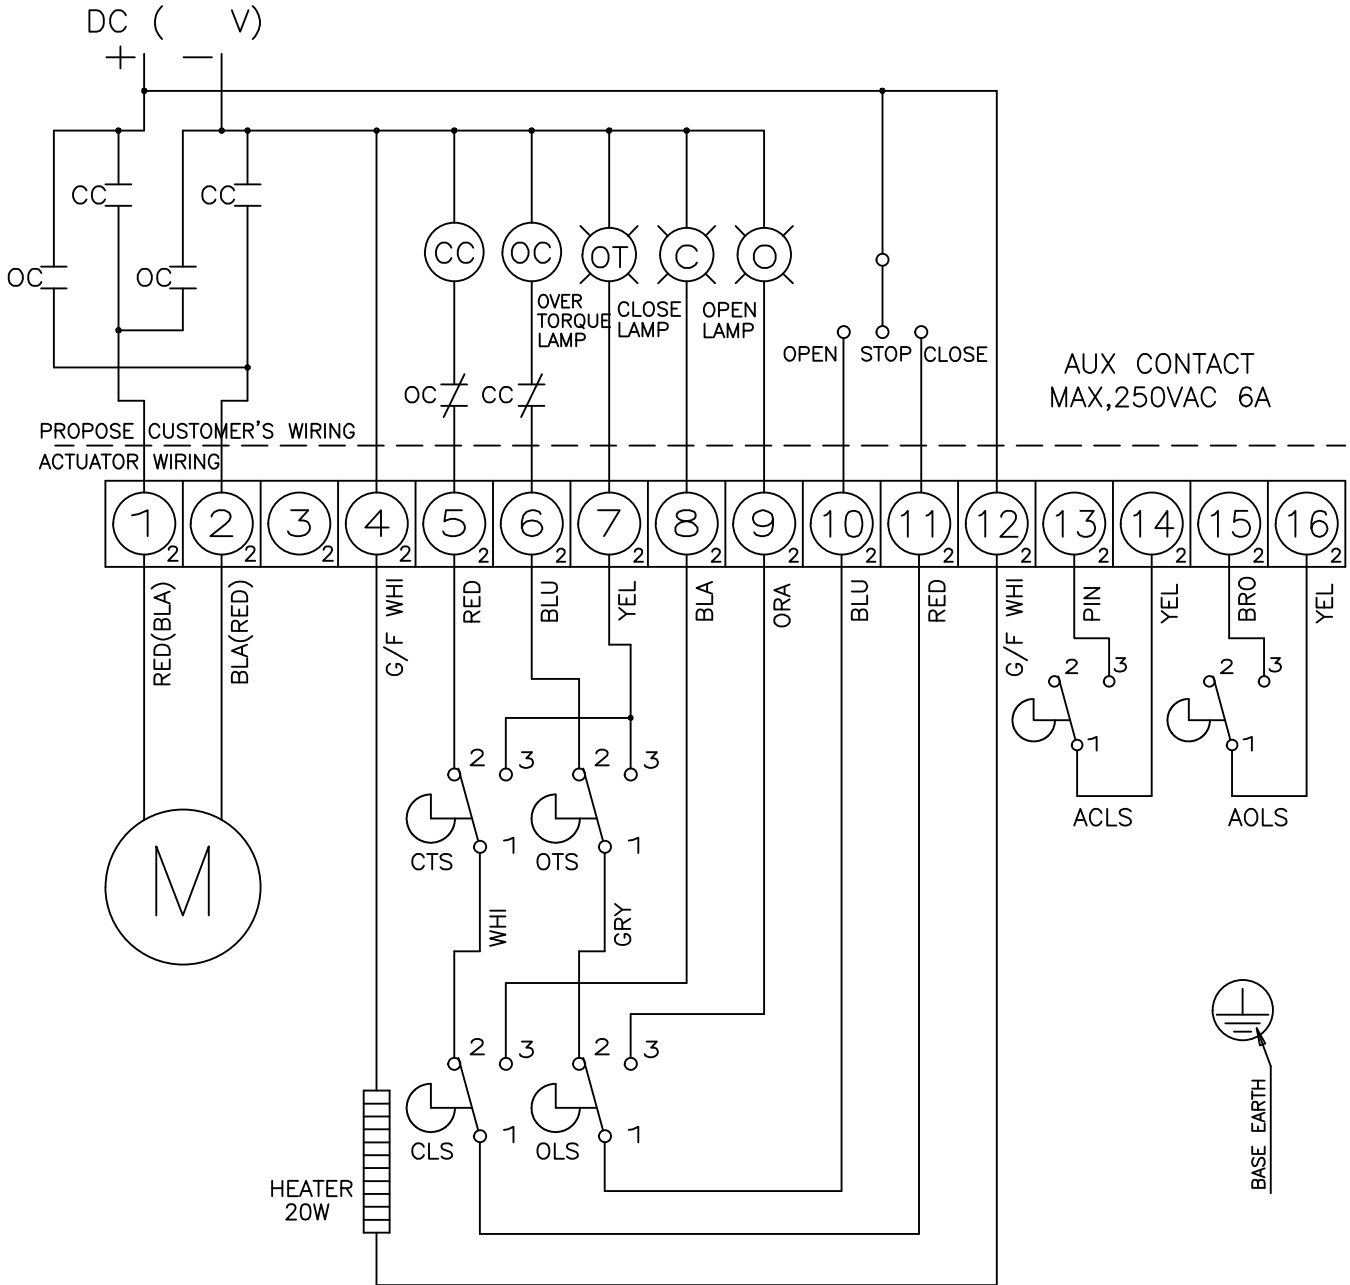 DC ( V)
+ −
CC CC
OC OC
CC OC OT C O
OVER
TORQUE
LAMP
CLOSE
LAMP
OPEN
LAMP
OPEN STOP CLOSE
OC CC
AUX CONTACT
MAX,250VAC 6A
PROPOSE CUSTOMER'S WIRING
ACTUATOR WIRING
1 2 3 4 5 6 7 8 9 10 11 12 13 14 15 16
2 2 2 2 2 2 2 2 2 2 2 2 2 2 2 2
RED(BLA)
BLA(RED)
G/F WHI
RED
BLU
YEL
BLA
ORA
BLU
RED
G/F WHI
PIN
YEL
BRO
YEL
2 3 2 3
1 1
ACLS AOLS
2 3 2 3
1 1
CTS OTS
M
WHI
GRY
2 3 2 3
1 1
CLS OLS
HEATER
20W
BASE EARTH